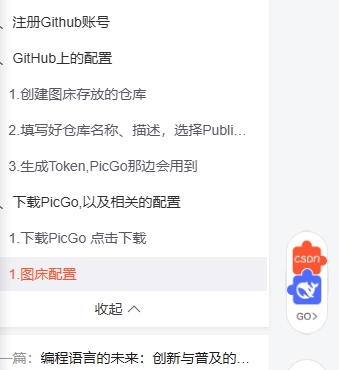 、注册Github账号
、GitHub上的配置
1.创建图床存放的仓库
2.填写好仓库名称、描述，选择Publi...
3.生成Token,PicGo那边会用到
、下载PicGo,以及相关的配置
1.下载PicGo 点击下载
1.图床配置
收起
CSDN
GO>
一篇：编程语言的未来：创新与普及的...